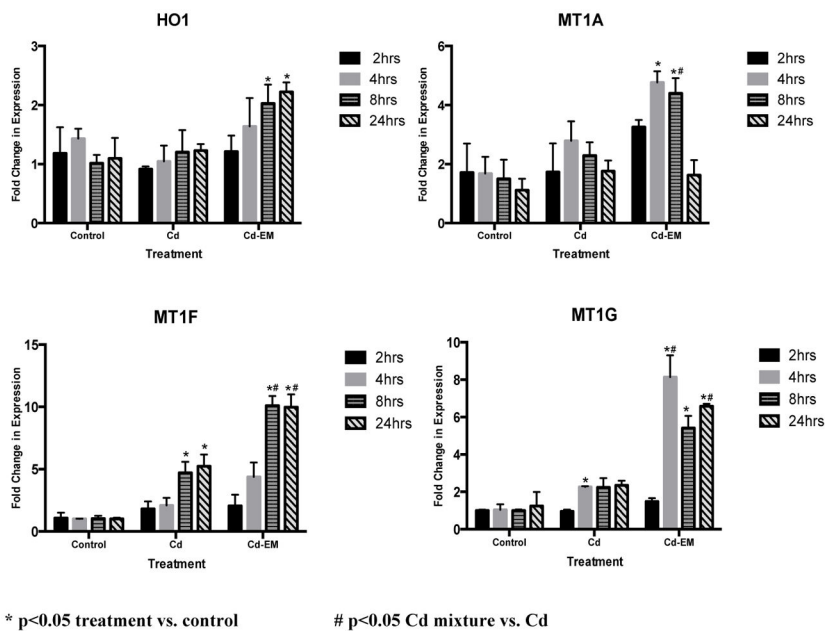 HO1
Fold Change in Expression
3
2
1
0
* *
Control Cd Cd-EM
Treatment
2hrs
4hrs
8hrs
24hrs
MT1A
Fold Change in Expression
6
4
2
0
* *#
Control Cd Cd-EM
Treatment
2hrs
4hrs
8hrs
24hrs
MT1F
Fold Change in Expression
15
10
5
0
* * *# *#
Control Cd Cd-EM
Treatment
2hrs
4hrs
8hrs
24hrs
MT1G
Fold Change in Expression
10
8
6
4
2
0
* *# * *#
Control Cd Cd-EM
Treatment
2hrs
4hrs
8hrs
24hrs
* p<0.05 treatment vs. control # p<0.05 Cd mixture vs. Cd